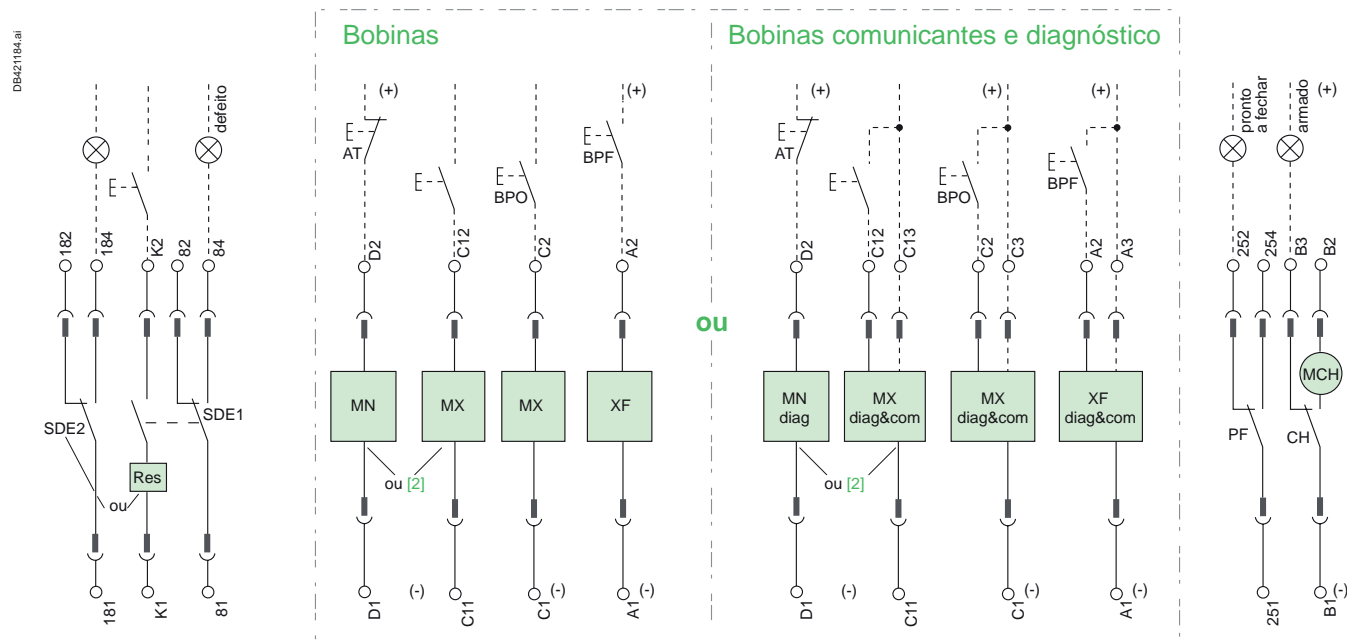 DB421184.ai
Bobinas
Bobinas comunicantes e diagnóstico
defeito
(+)
(+)
(+)
(+)
(+)
pronto
a fechar
armado
(+)
AT
BPO
BPF
AT
BPO
BPF
182
184
K2
82
84
D2
C12
C2
A2
D2
C12
C13
C2
C3
A2
A3
252
254
B3
B2
ou
MN
MX
MX
XF
MN
diag
MX
diag&com
MX
diag&com
XF
diag&com
MCH
SDE2
SDE1
PF
CH
Res
ou
ou [2]
ou [2]
181
K1
81
D1
(-)
C11
C1
(-)
A1
(-)
D1
(-)
C11
C1
(-)
A1
(-)
251
B1
(-)